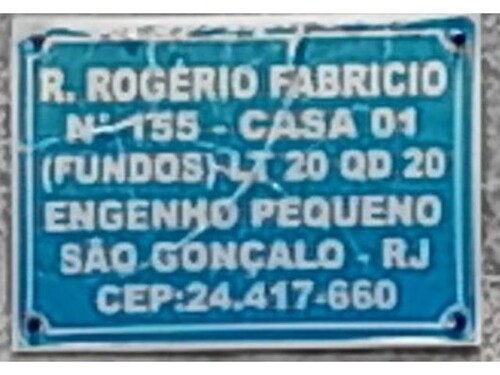 R. ROGÉRIO FABRICIO
Nº 155 - CASA 01
(FUNDOS) LT 20 QD 20
ENGENHO PEQUENO
SÃO GONÇALO - RJ
CEP:24.417-660